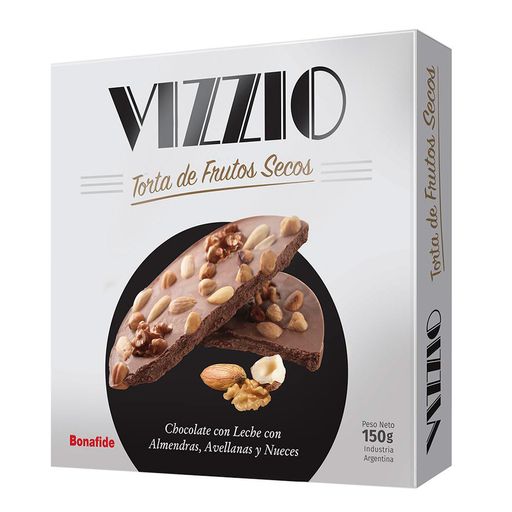 VIZZIO
Torta de Frutos Secos
Chocolate con Leche con
Almendras, Avellanas y Nueces
Bonafide
Peso Neto
150g
Industria
Argentina
VIZZIO
Torta de Frutos Secos